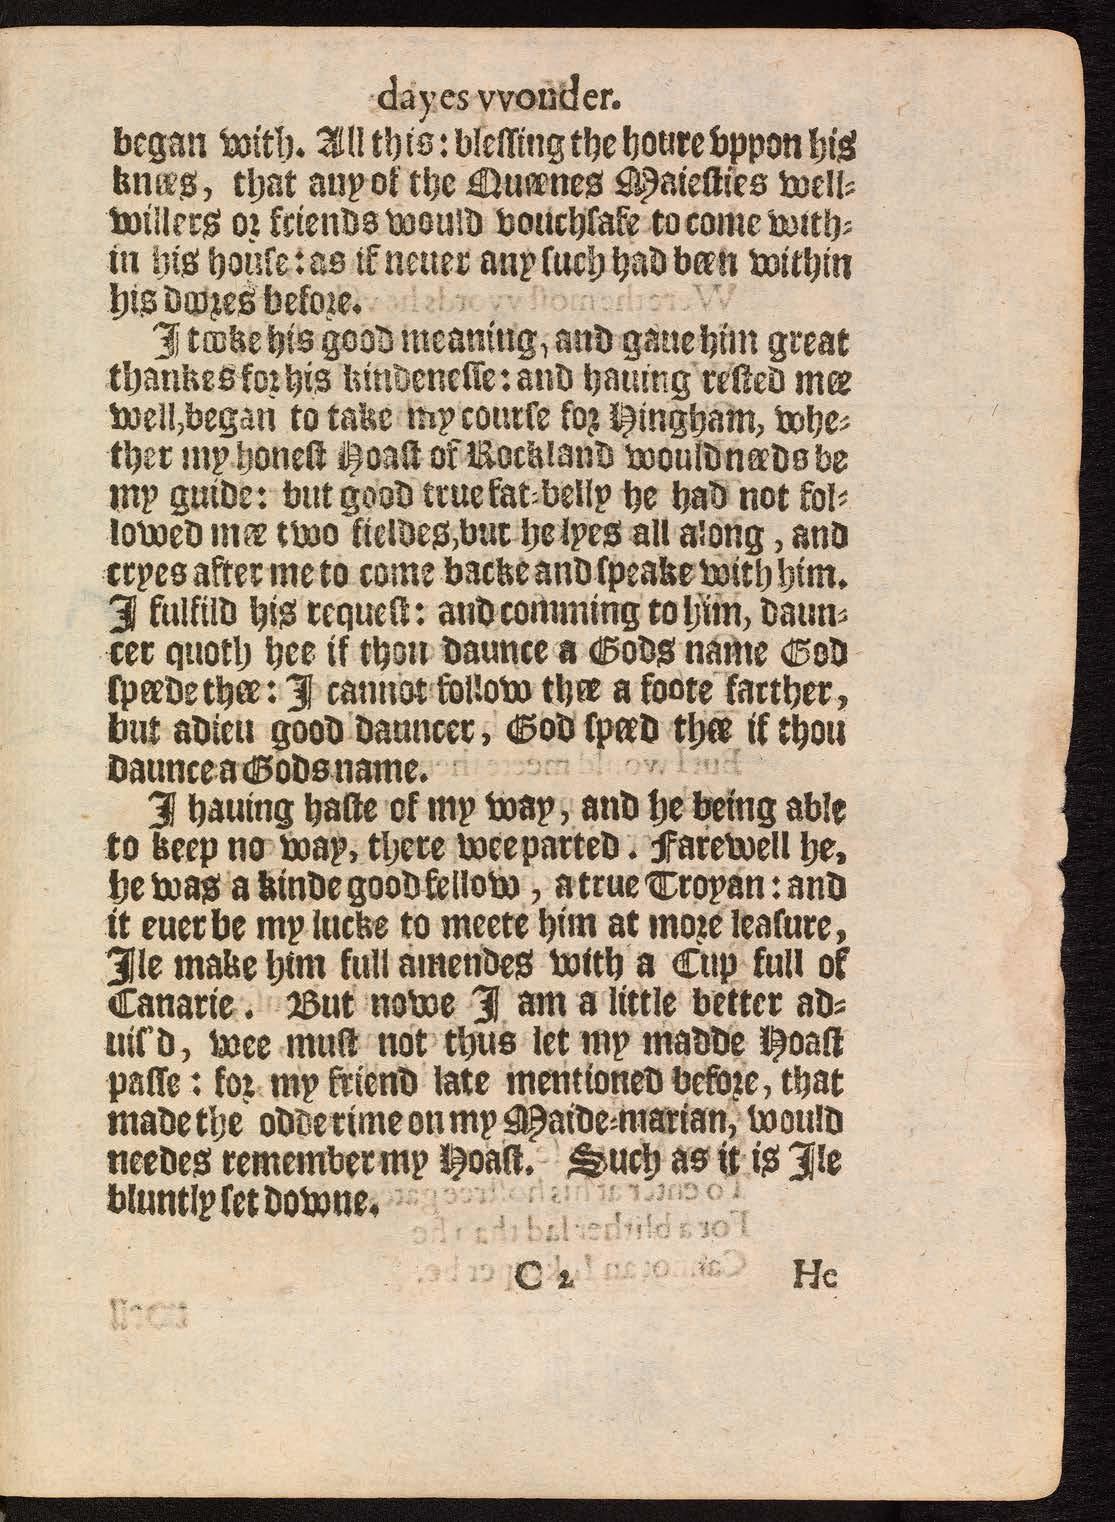 dayes vvonder.
began with. All this: blessing the houre vppon his
knees, that any of the Queenes Maiesties well-
willers or friends would vouchsafe to come with-
in his house: as if neuer any such had been within
his doores before.
I tooke his good meaning, and gaue him great
thankes for his kindenesse: and hauing rested mee
well, began to take my course for Hingham, whe-
ther my honest Hoast of Rockland would needs be
my guide: but good true fat-belly he had not fol-
lowed mee two fieldes, but he lyes all along, and
cryes after me to come backe and speake with him.
I fulfild his request: and comming to him, daun-
cer quoth hee if thou daunce a Gods name God
speede thee: I cannot follow thee a foote farther,
but adieu good dauncer, God speed thee if thou
daunce a Gods name.
I hauing haste of my way, and he being able
to keep no way, there wee parted. Farewell he,
he was a kinde good fellow, a true Troyan: and
it euer be my lucke to meete him at more leasure,
Ile make him full amendes with a Cup full of
Canarie. But nowe I am a little better ad-
uis'd, wee must not thus let my madde Hoast
passe: for my friend late mentioned before, that
made the odde rime on my Maide-marian, would
needes remember my Hoast. Such as it is Ile
bluntly set downe.
C 2 He